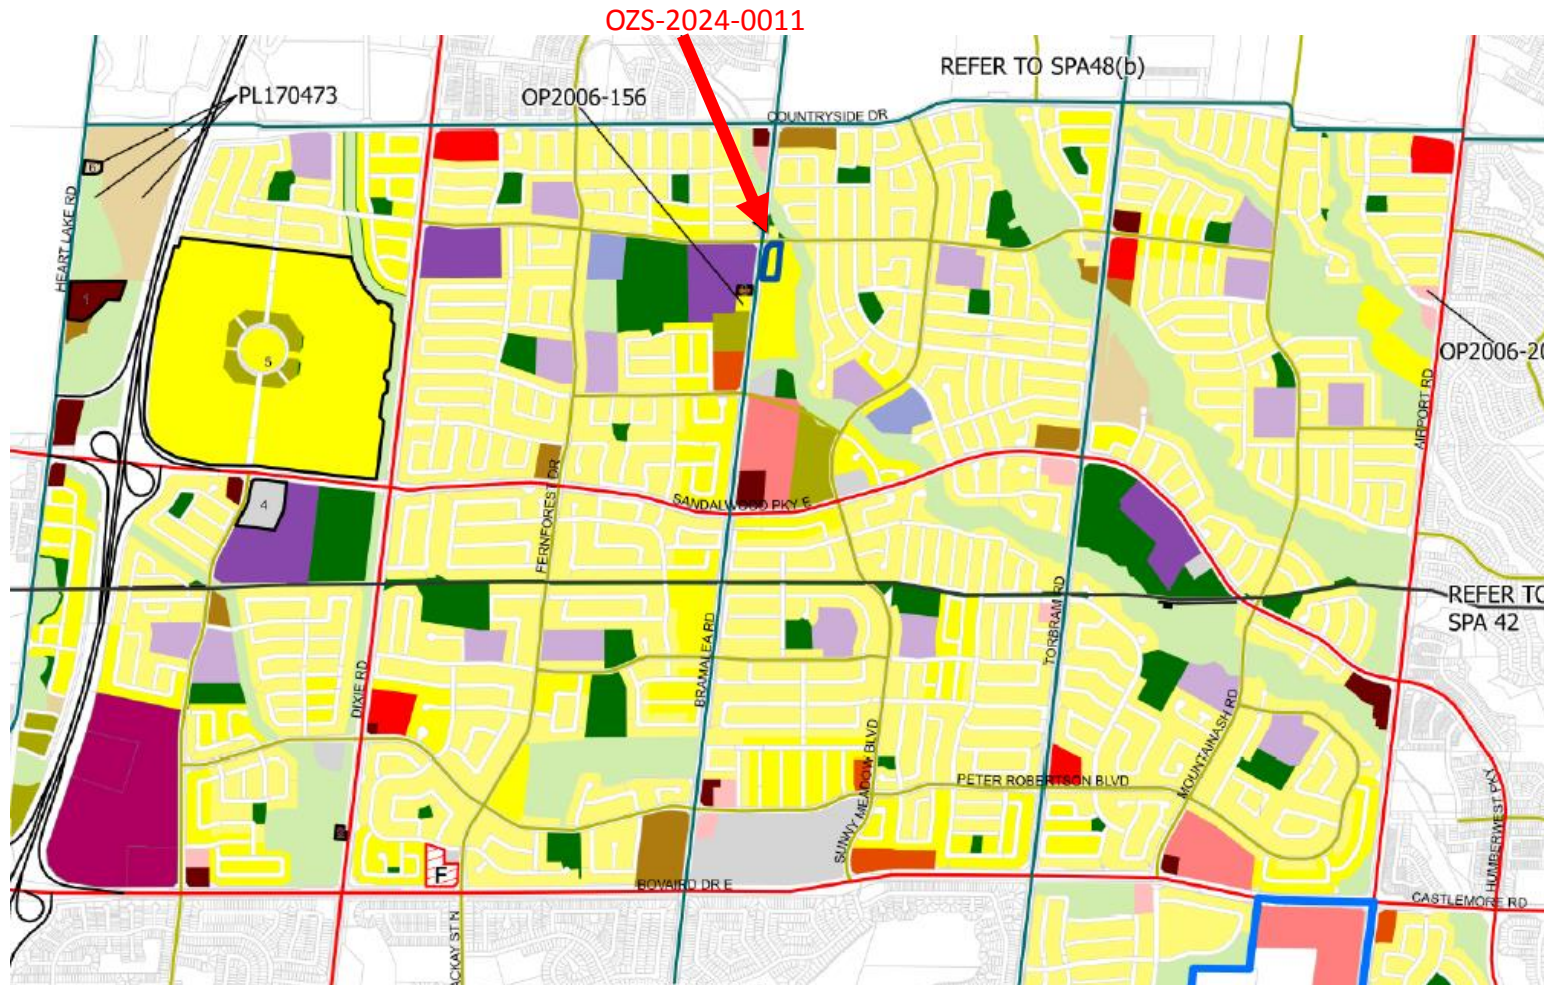 OZS-2024-0011
REFER TO SPA48(b)
PL170473
OP2006-156
COUNTRYSIDE DR
HEART LAKE RD
1
5
OP2006-20
AIRPORT RD
FERNFOREST DR
SANDALWOOD PKY E
4
REFER TO
SPA 42
TORBRAM RD
BRAMALEA RD
DIXIE RD
MOUNTAINASH RD
SUNNY MEADOW BLVD
PETER ROBERTSON BLVD
HUMBERWEST PKY
F
BOVAIRD DR E
CASTLEMORE RD
ACKAY ST N